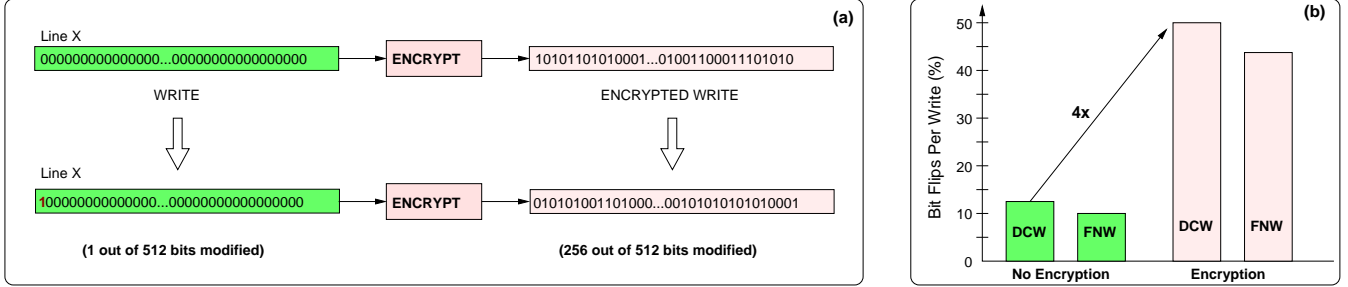 (a)
Line X
000000000000000...00000000000000000
ENCRYPT
10101101010001...01001100011101010
WRITE
ENCRYPTED WRITE
Line X
100000000000000...00000000000000000
ENCRYPT
010101001101000...00101010101010001
(1 out of 512 bits modified)
(256 out of 512 bits modified)
(b)
Bit Flips Per Write (%)
50
40
30
20
10
0
4x
DCW
FNW
DCW
FNW
No Encryption
Encryption